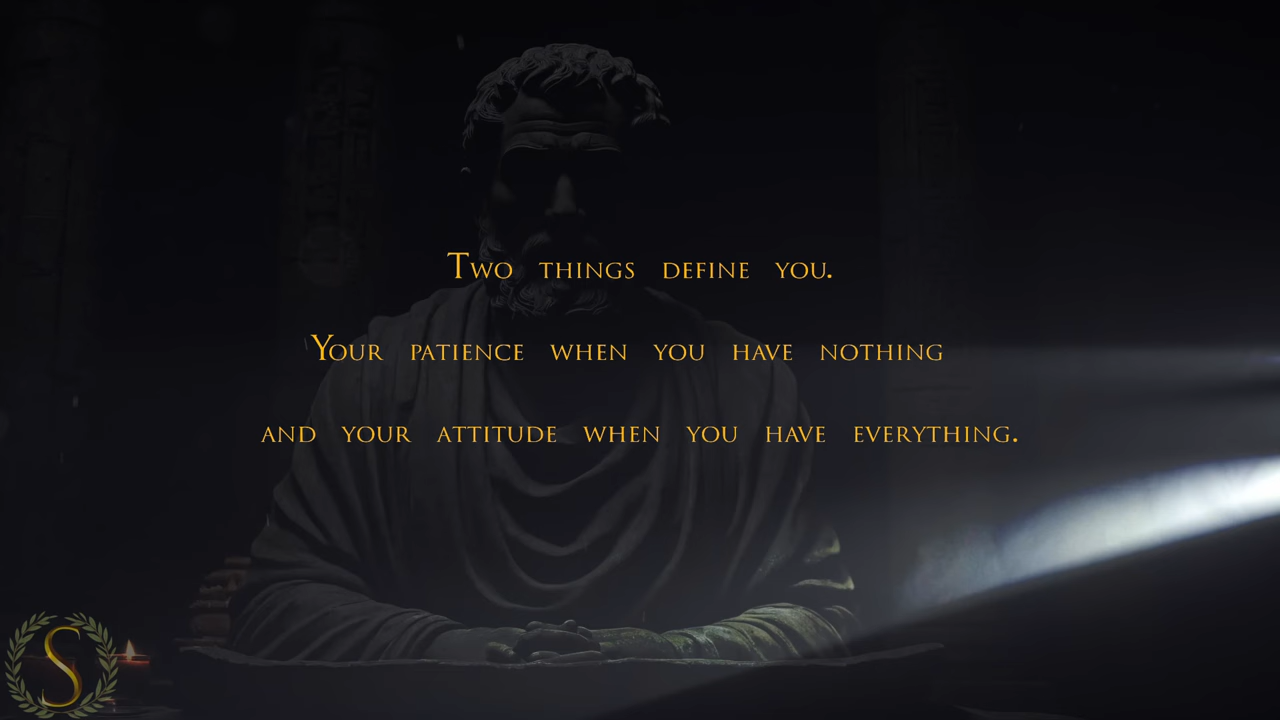 Two things define you.
Your patience when you have nothing
and your attitude when you have everything.
S